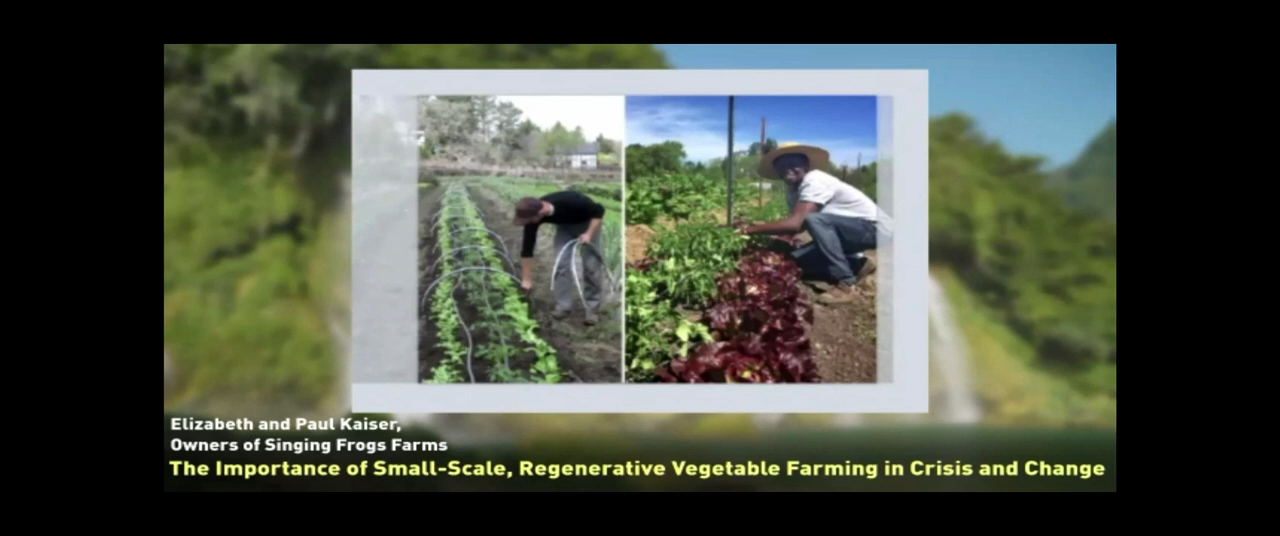 Elizabeth and Paul Kaiser,
Owners of Singing Frogs Farms
The Importance of Small-Scale, Regenerative Vegetable Farming in Crisis and Change